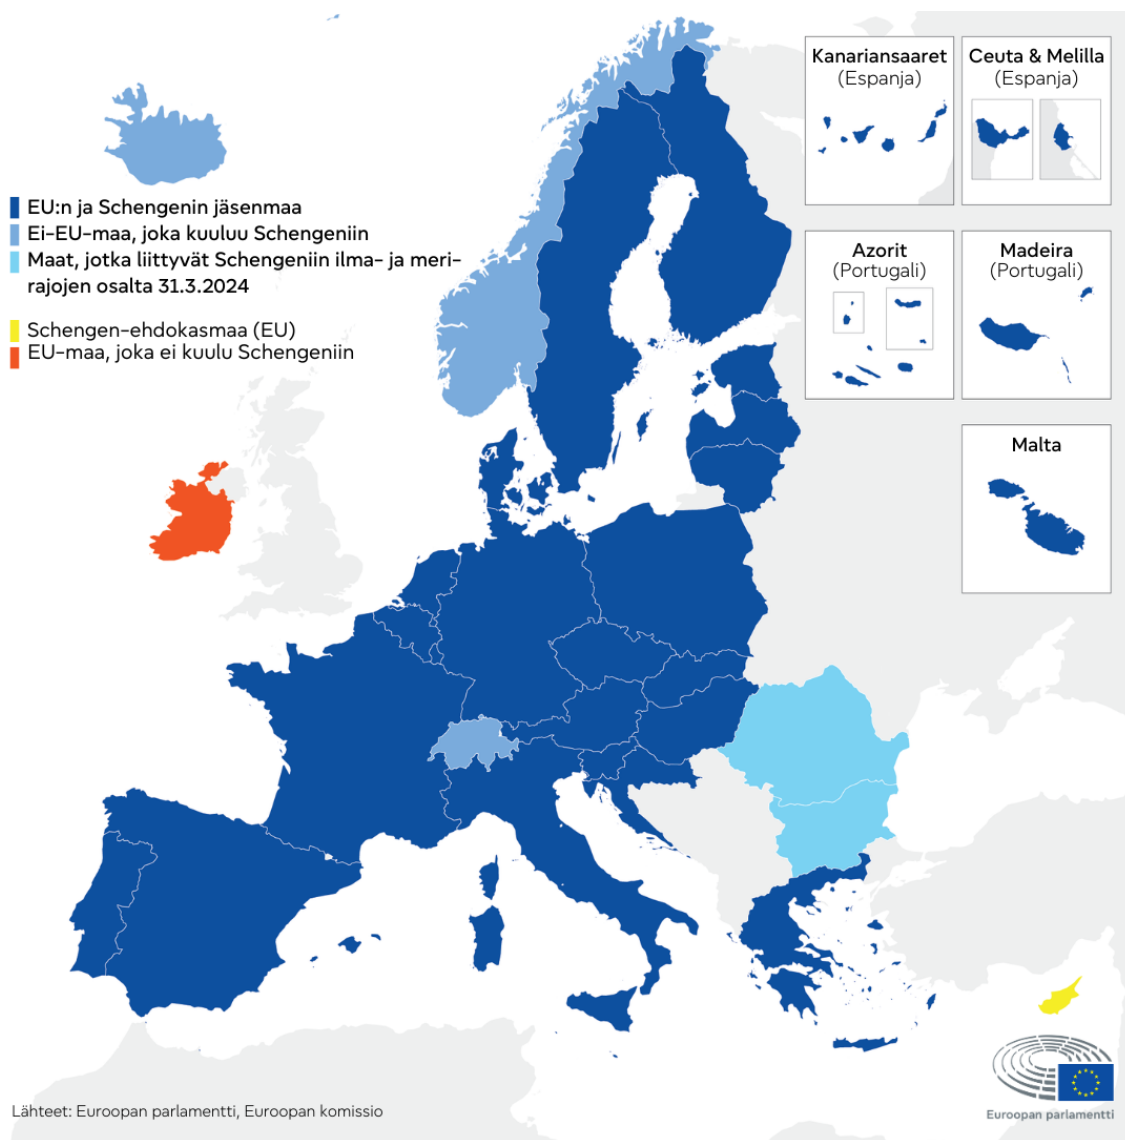 Kanariansaaret
(Espanja)
Ceuta & Melilla
(Espanja)
EU:n ja Schengenin jäsenmaa
Ei-EU-maa, joka kuuluu Schengeniin
Maat, jotka liittyvät Schengeniin ilma- ja meri-
rajojen osalta 31.3.2024
Schengen-ehdokasmaa (EU)
EU-maa, joka ei kuulu Schengeniin
Azorit
(Portugali)
Madeira
(Portugali)
Malta
Lähteet: Euroopan parlamentti, Euroopan komissio
Euroopan parlamentti